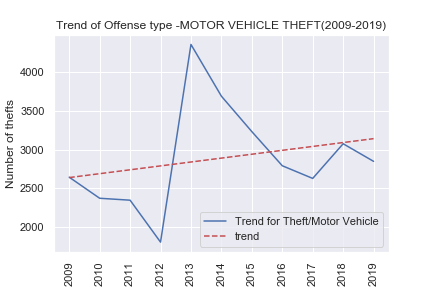 Trend of Offense type -MOTOR VEHICLE THEFT(2009-2019)
Number of thefts
4000
3500
3000
2500
2000
Trend for Theft/Motor Vehicle
trend
2009 2010 2011 2012 2013 2014 2015 2016 2017 2018 2019